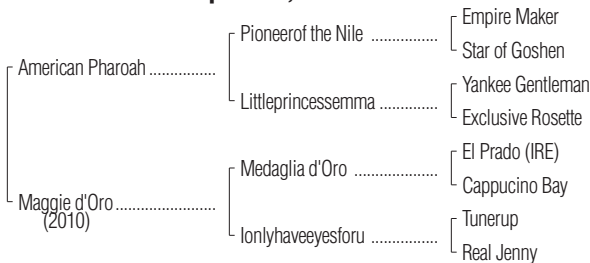 Empire Maker
Pioneerof the Nile ................
Star of Goshen
American Pharoah ...............
Yankee Gentleman
Littleprincessemma ..............
Exclusive Rosette
El Prado (IRE)
Medaglia d'Oro ....................
Cappucino Bay
Maggie d'Oro ........................
(2010)
Tunerup
Ionlyhaveeyesforu ................
Real Jenny